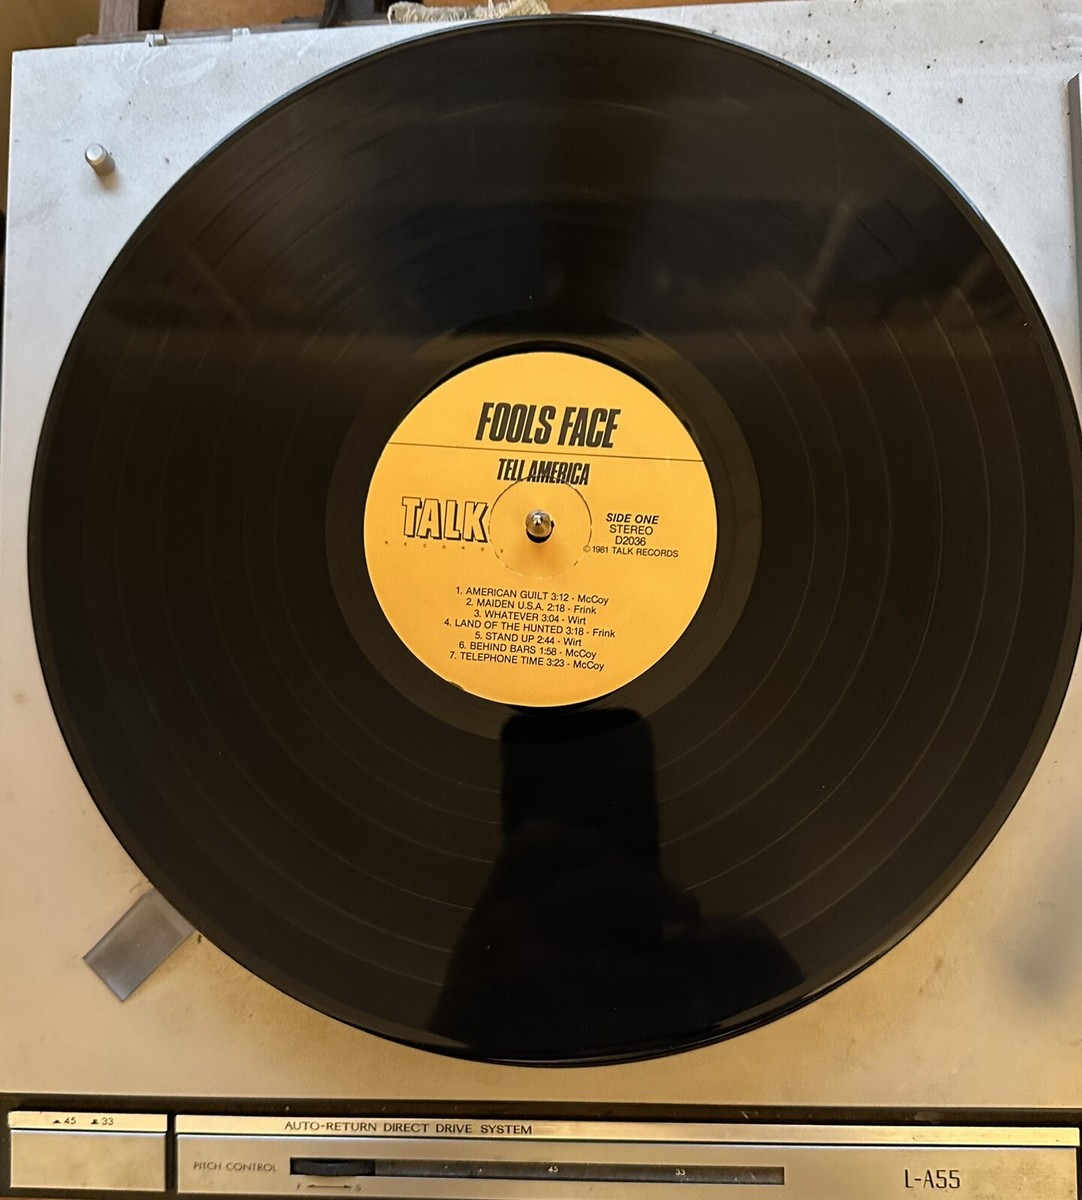 FOOLS FACE
TELL AMERICA
TALK
RECORDS
SIDE ONE
STEREO
D2036
©1981 TALK RECORDS
1. AMERICAN GUILT 3:12 - McCoy
2. MAIDEN U.S.A. 2:18 - Frink
3. WHATEVER 3:04 - Wirt
4. LAND OF THE HUNTED 3:18 - Frink
5. STAND UP 2:44 - Wirt
6. BEHIND BARS 1:58 - McCoy
7. TELEPHONE TIME 3:23 - McCoy
45 33
AUTO-RETURN DIRECT DRIVE SYSTEM
PITCH CONTROL
45 33
F S
L-A55